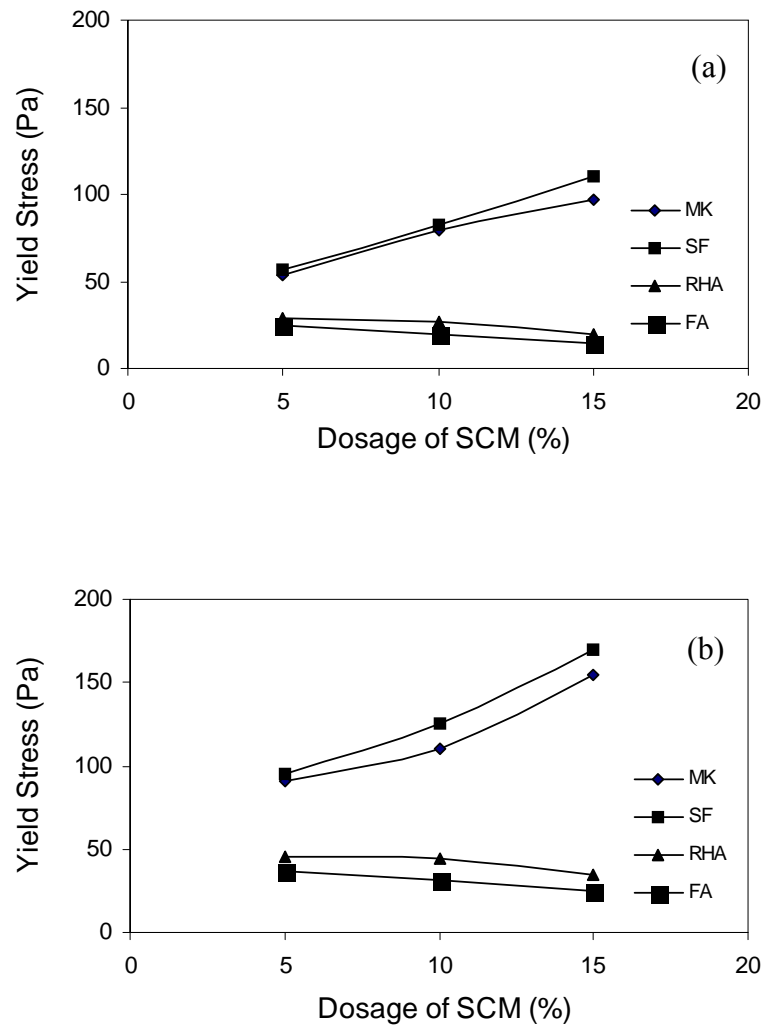 200
(a)
150
100
50
0
Yield Stress (Pa)
MK
SF
RHA
FA
0 5 10 15 20
Dosage of SCM (%)
200
(b)
150
100
50
0
Yield Stress (Pa)
MK
SF
RHA
FA
0 5 10 15 20
Dosage of SCM (%)